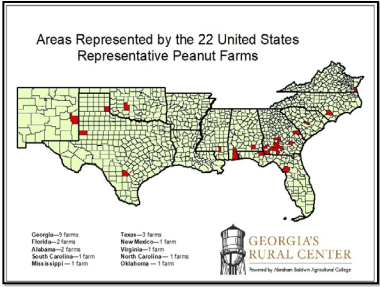 Areas Represented by the 22 United States
Representative Peanut Farms
Georgia—9 farms
Florida—2 farms
Alabama—2 farms
South Carolina—1 farm
Mississippi — 1 farm
Texas—3 farms
New Mexico—1 farm
Virginia—1 farm
North Carolina — 1 farms
Oklahoma — 1 farm
GEORGIA'S
RURAL CENTER
Powered by Abraham Baldwin Agricultural College